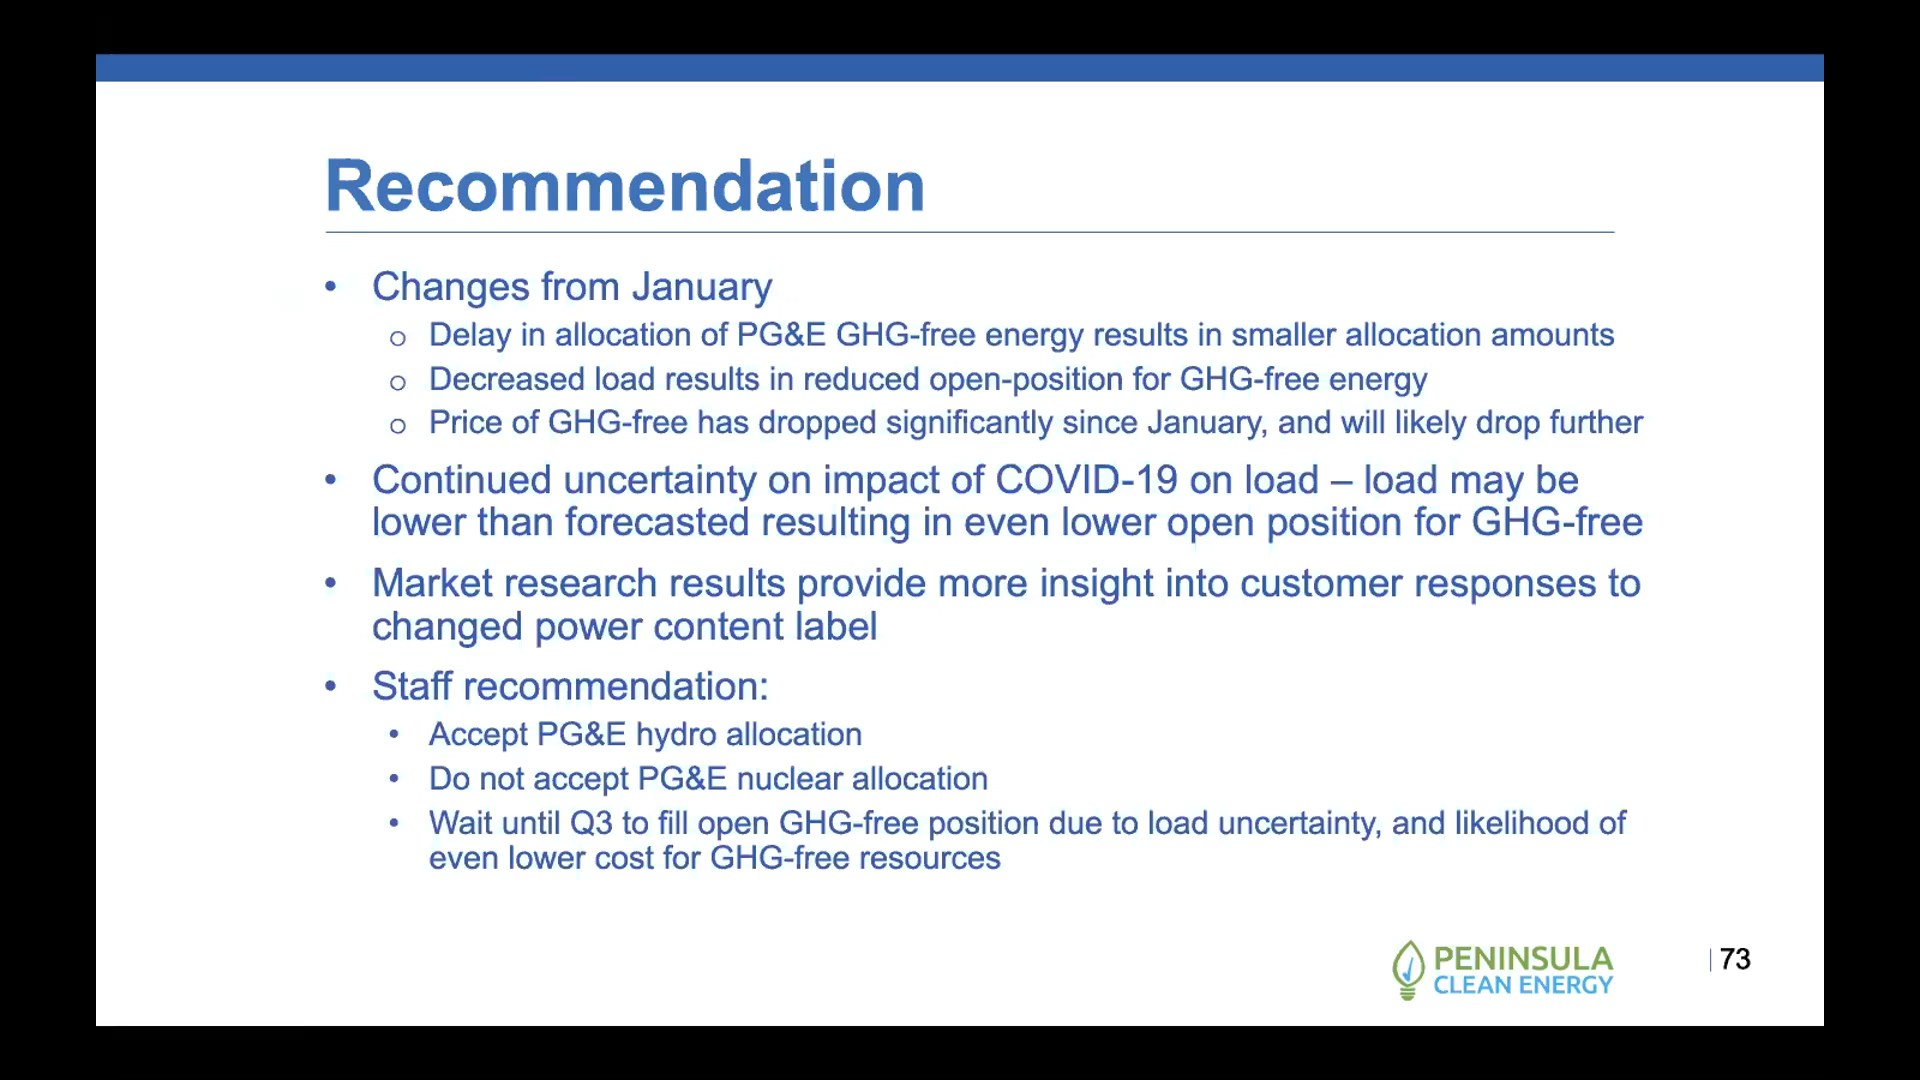 Recommendation
• Changes from January
o Delay in allocation of PG&E GHG-free energy results in smaller allocation amounts
o Decreased load results in reduced open-position for GHG-free energy
o Price of GHG-free has dropped significantly since January, and will likely drop further
• Continued uncertainty on impact of COVID-19 on load – load may be
lower than forecasted resulting in even lower open position for GHG-free
• Market research results provide more insight into customer responses to
changed power content label
• Staff recommendation:
• Accept PG&E hydro allocation
• Do not accept PG&E nuclear allocation
• Wait until Q3 to fill open GHG-free position due to load uncertainty, and likelihood of
even lower cost for GHG-free resources
PENINSULA
CLEAN ENERGY
| 73